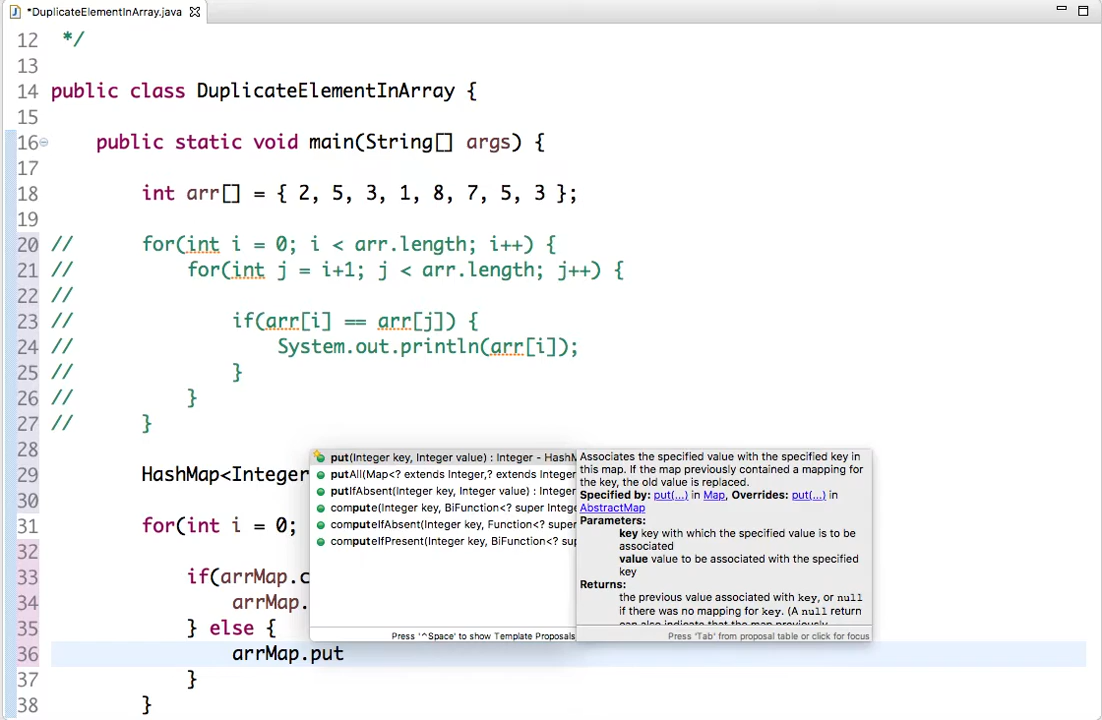 *DuplicateElementInArray.java
12 */
13
14 public class DuplicateElementInArray {
15
16 public static void main(String[] args) {
17
18 int arr[] = { 2, 5, 3, 1, 8, 7, 5, 3 };
19
20 // for(int i = 0; i < arr.length; i++) {
21 // for(int j = i+1; j < arr.length; j++) {
22 //
23 // if(arr[i] == arr[j]) {
24 // System.out.println(arr[i]);
25 // }
26 // }
27 // }
28
29 HashMap<Integer
30
31 for(int i = 0;
32
33 if(arrMap.c
34 arrMap.
35 } else {
36 arrMap.put
37 }
38 }
put(Integer key, Integer value) : Integer - HashM
putAll(Map<? extends Integer,? extends Integer
putIfAbsent(Integer key, Integer value) : Integer
compute(Integer key, BiFunction<? super Intege
computeIfAbsent(Integer key, Function<? super
computeIfPresent(Integer key, BiFunction<? sup
Press '^Space' to show Template Proposals
Associates the specified value with the specified key in
this map. If the map previously contained a mapping for
the key, the old value is replaced.
Specified by: put(...) in Map, Overrides: put(...) in
AbstractMap
Parameters:
key key with which the specified value is to be
associated
value value to be associated with the specified
key
Returns:
the previous value associated with key, or null
if there was no mapping for key. (A null return
can also indicate that the map previously
Press 'Tab' from proposal table or click for focus